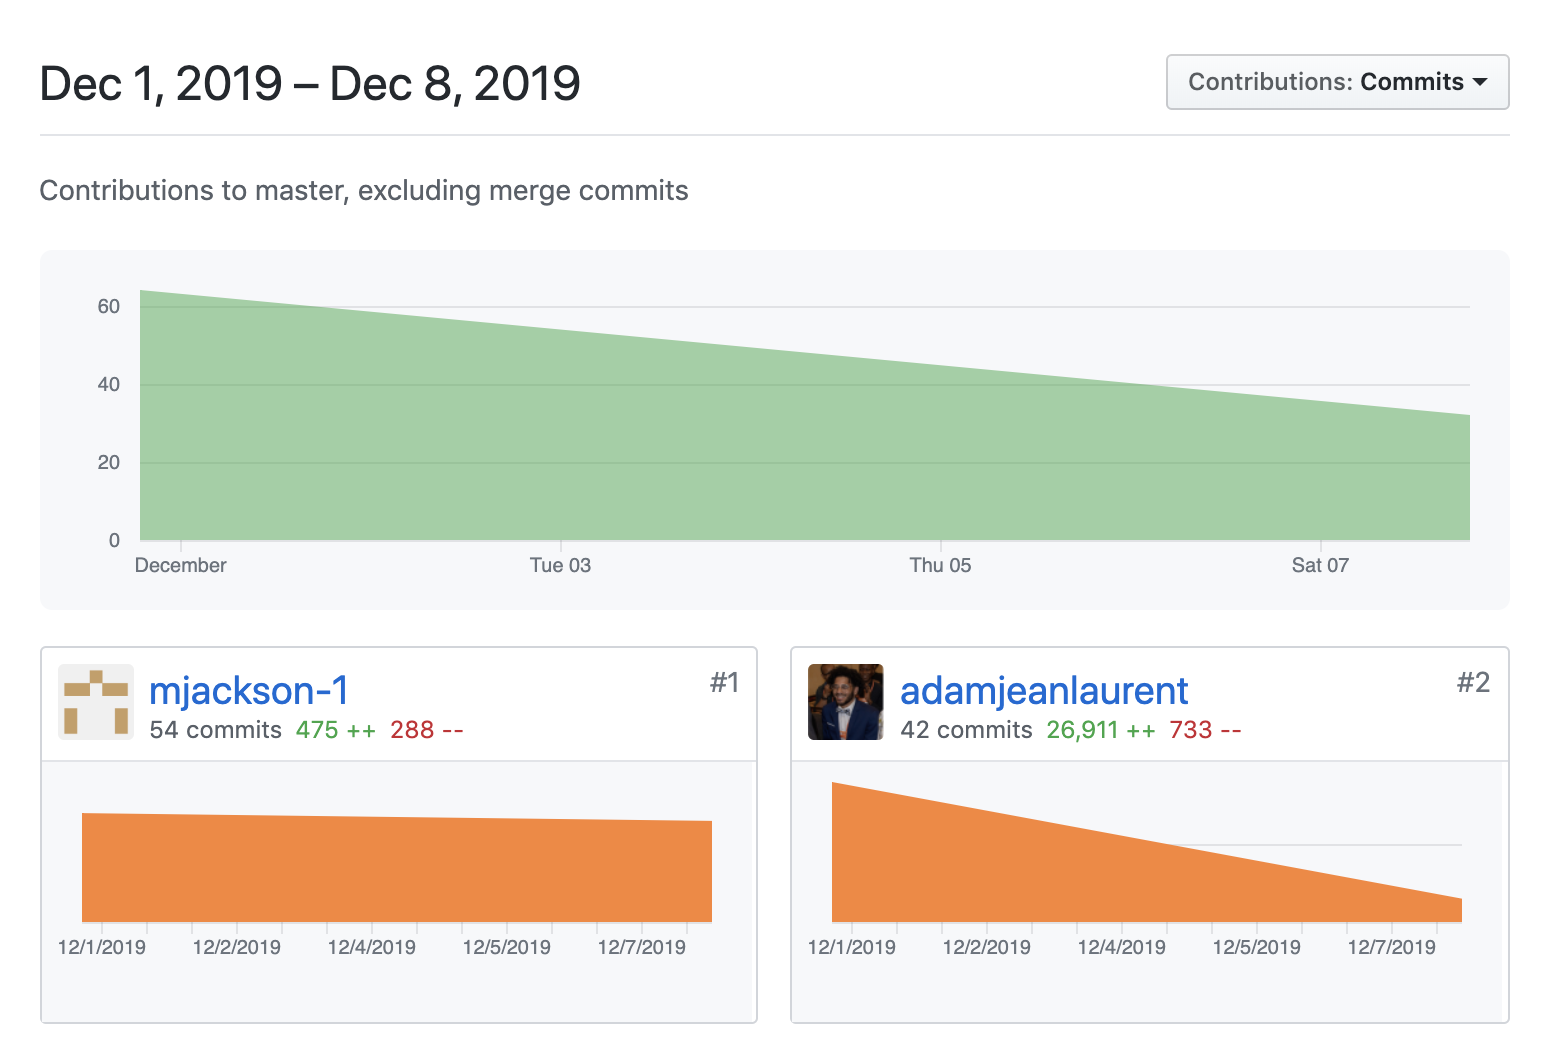 Dec 1, 2019 – Dec 8, 2019
Contributions: Commits
Contributions to master, excluding merge commits
60
40
20
0
December Tue 03 Thu 05 Sat 07
mjackson-1 #1
54 commits 475 ++ 288 --
12/1/2019 12/2/2019 12/4/2019 12/5/2019 12/7/2019
adamjeanlaurent #2
42 commits 26,911 ++ 733 --
12/1/2019 12/2/2019 12/4/2019 12/5/2019 12/7/2019